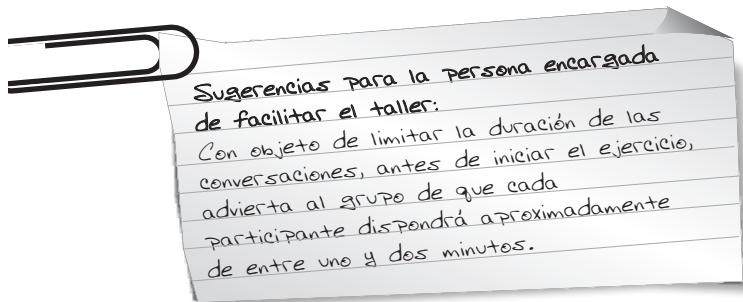 Sugerencias para la persona encargada
de facilitar el taller:
Con objeto de limitar la duración de las
conversaciones, antes de iniciar el ejercicio,
advierta al grupo de que cada
participante dispondrá aproximadamente
de entre uno y dos minutos.